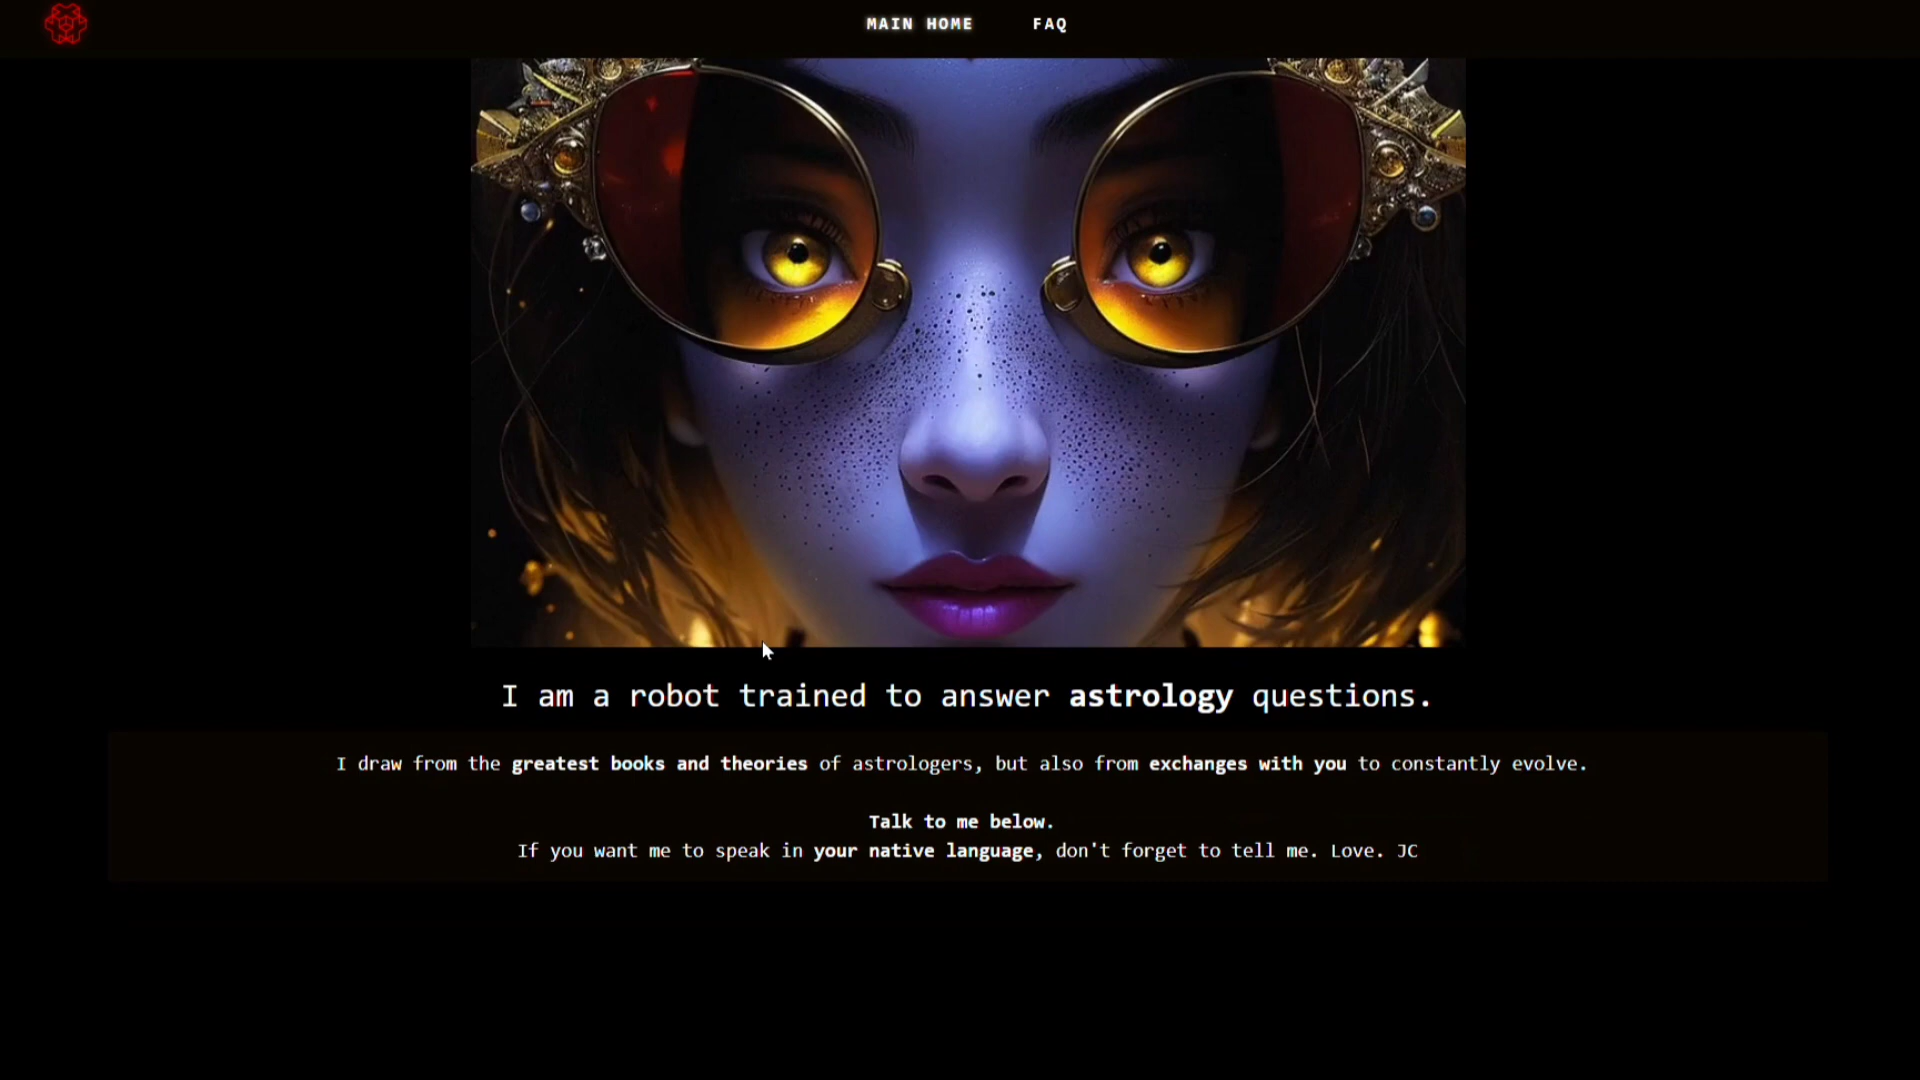 MAIN HOME FAQ
I am a robot trained to answer astrology questions.
I draw from the greatest books and theories of astrologers, but also from exchanges with you to constantly evolve.
Talk to me below.
If you want me to speak in your native language, don't forget to tell me. Love. JC